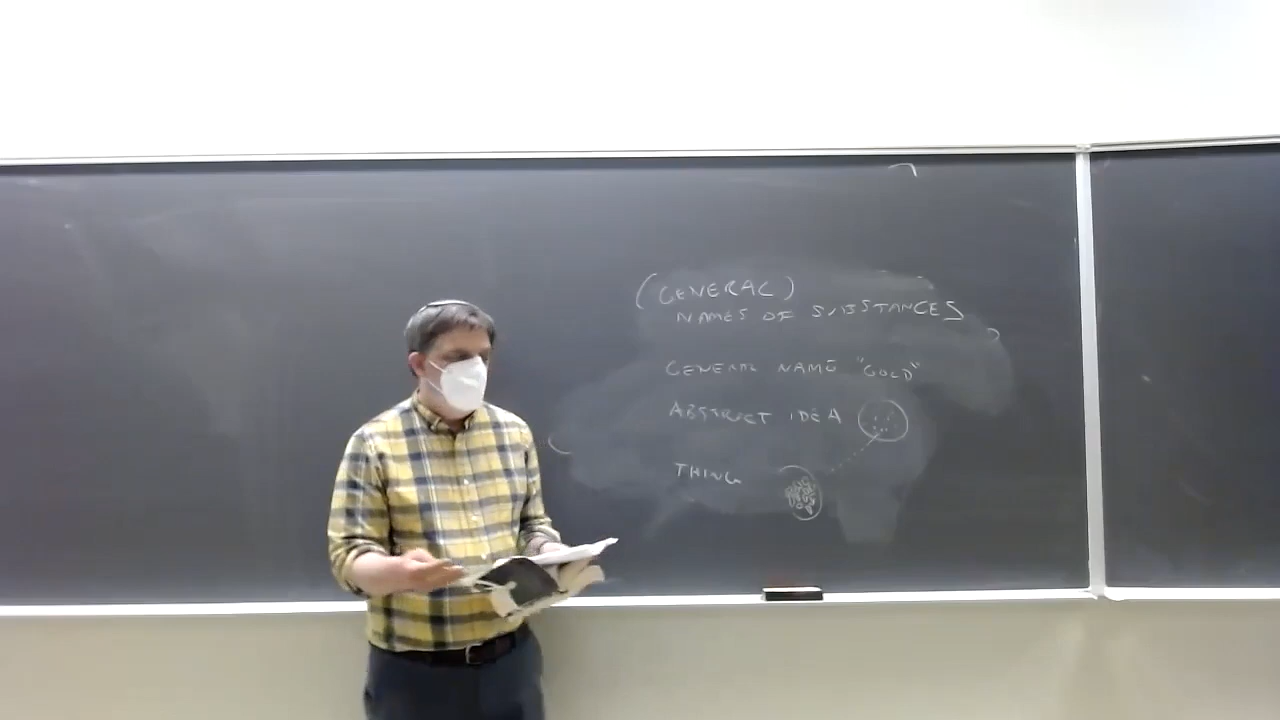 (GENERAL)
NAMES OF SUBSTANCES
GENERAL NAME "GOLD"
ABSTRACT IDEA
THING